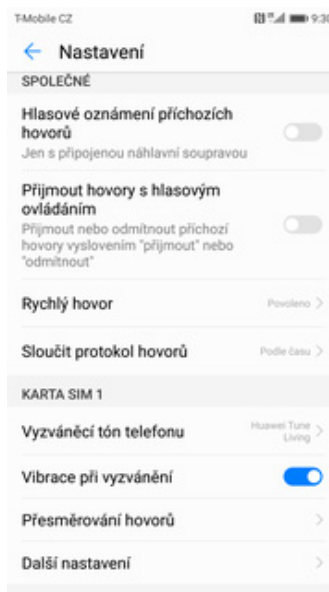 T-Mobile CZ 9:30
Nastavení
SPOLEČNÉ
Hlasové oznámení příchozích
hovorů
Jen s připojenou náhlavní soupravou
Přijmout hovory s hlasovým
ovládáním
Přijmout nebo odmítnout příchozí
hovory vyslovením "přijmout" nebo
"odmítnout"
Rychlý hovor Povoleno
Sloučit protokol hovorů Podle času
KARTA SIM 1
Vyzváněcí tón telefonu Huawei Tune
Living
Vibrace při vyzvánění
Přesměrování hovorů
Další nastavení